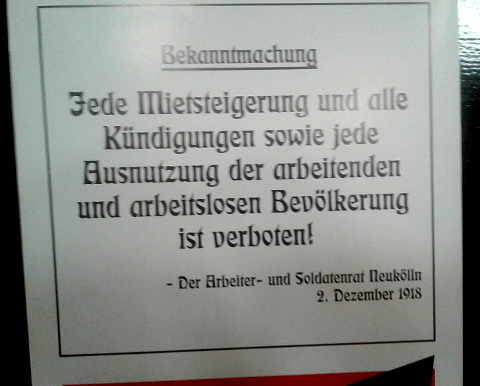 Bekanntmachung
Jede Mietsteigerung und alle
Kündigungen sowie jede
Ausnutzung der arbeitenden
und arbeitslosen Bevölkerung
ist verboten!
- Der Arbeiter- und Soldatenrat Neukölln
2. Dezember 1918